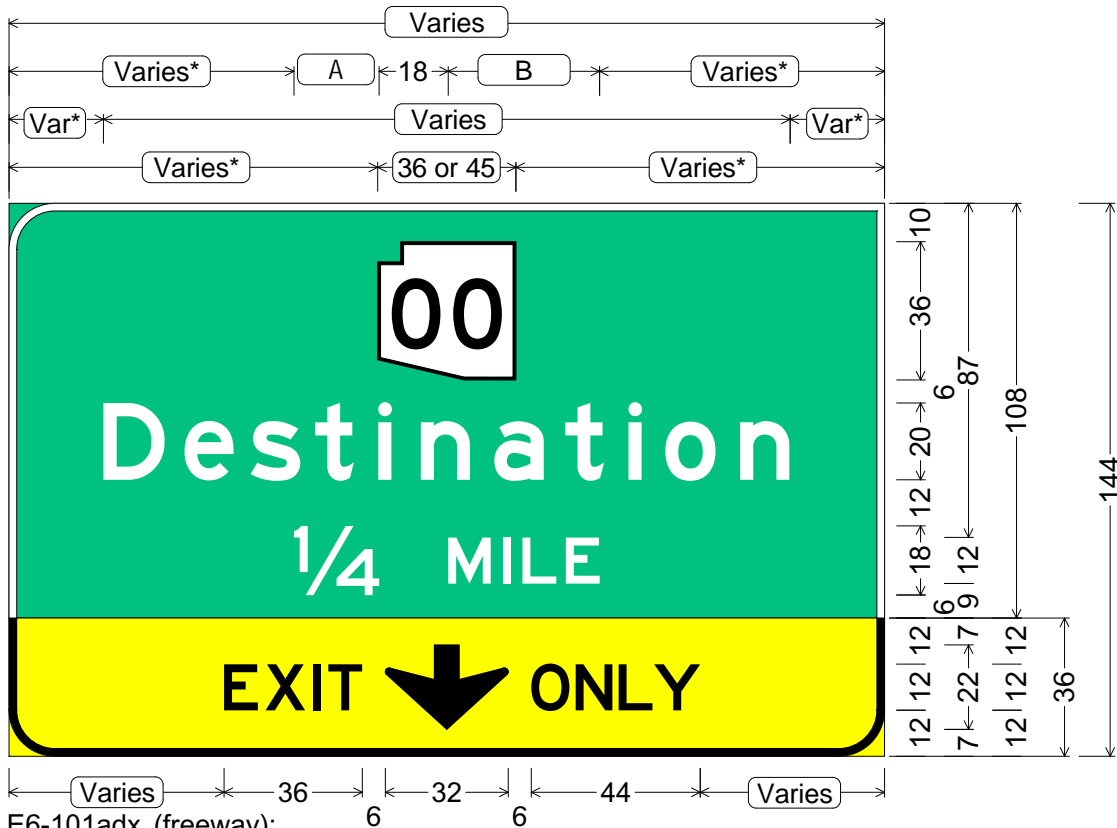 Varies
Varies* A 18 B Varies*
Var* Varies Var*
Varies* 36 or 45 Varies*
00
Destination
1/4 MILE
EXIT ONLY
10
36
6
20
12
18
6
12
12
12
87
12
9
7
22
7
108
12
12
12
36
144
Varies 36 32 44 Varies
6 6
E6-101adx (freeway):